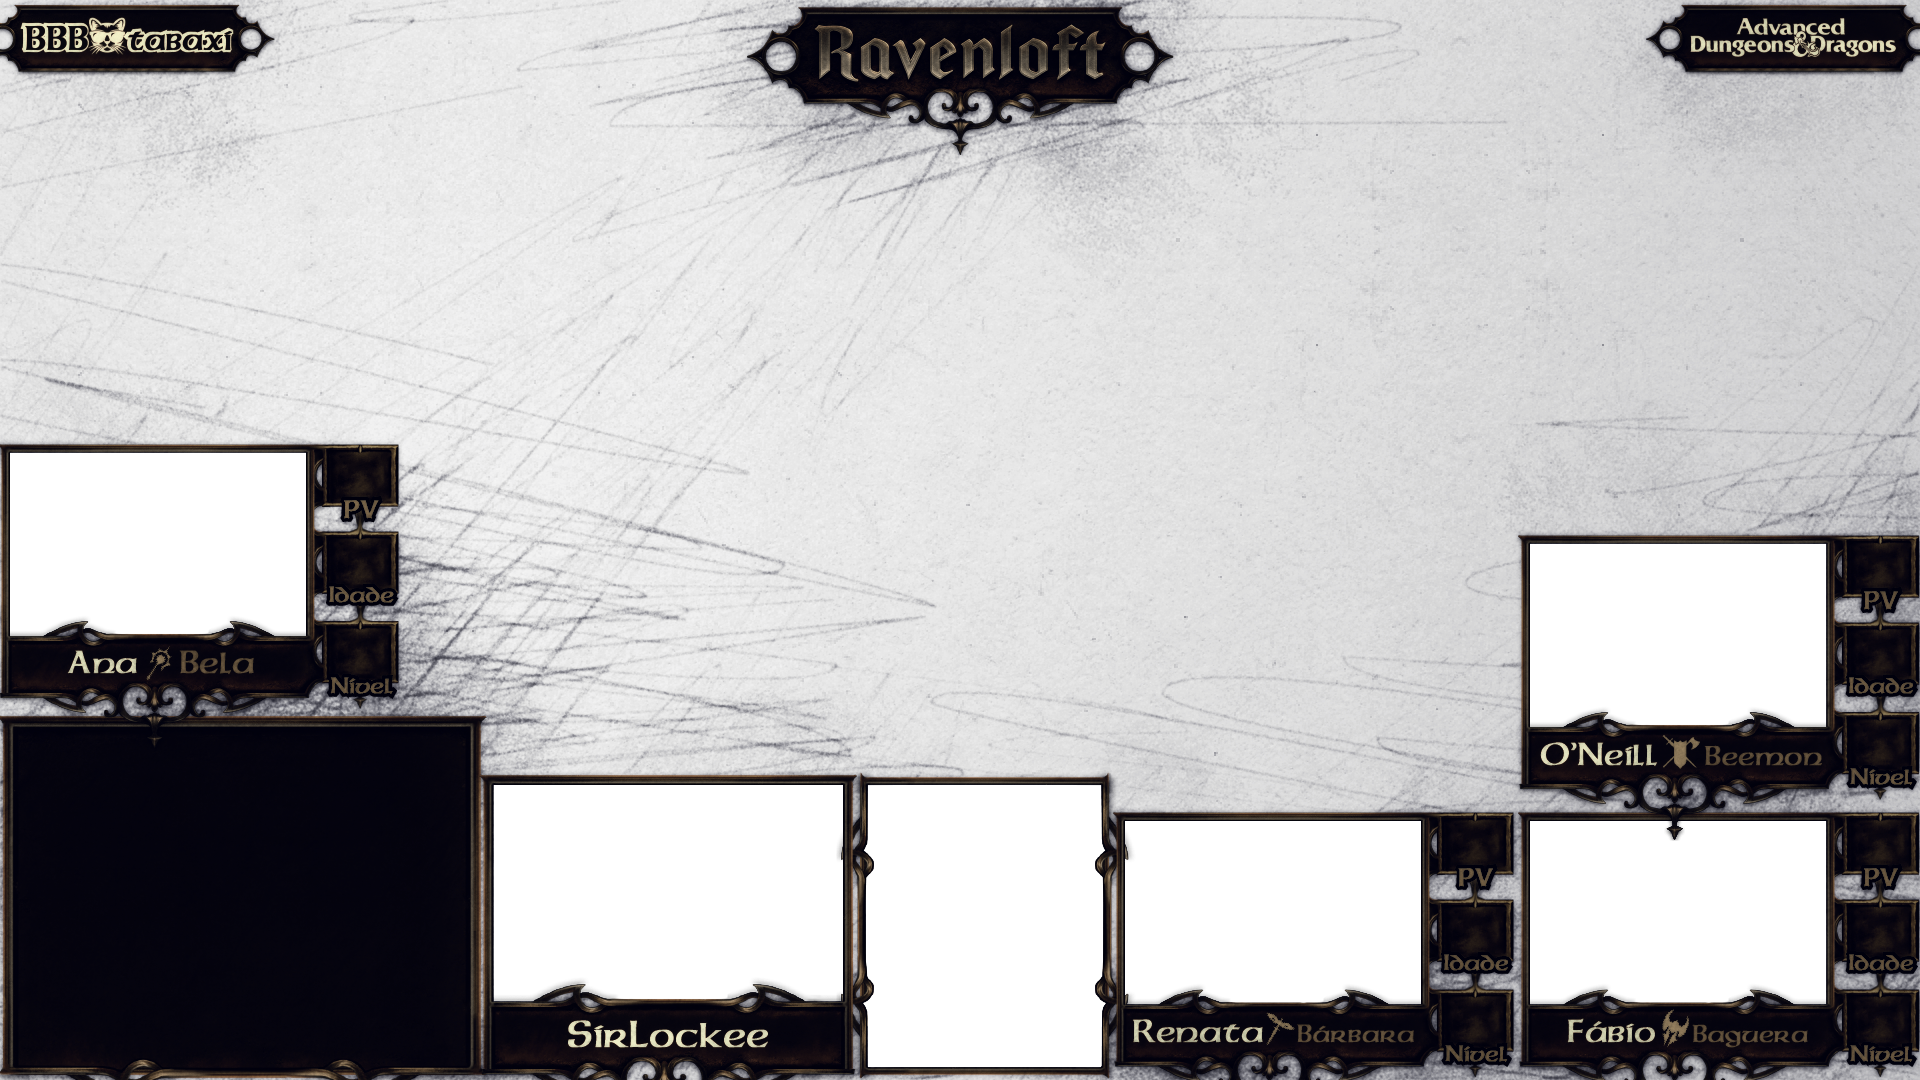 BBB tabaxi
Ravenloft
Advanced
Dungeons & Dragons
PV
Idade
Nível
Ana Bela
PV
Idade
Nível
O'Neill Beemon
SirLockee
PV
Idade
Nível
Renata Bárbara
PV
Idade
Nível
Fábio Baguera